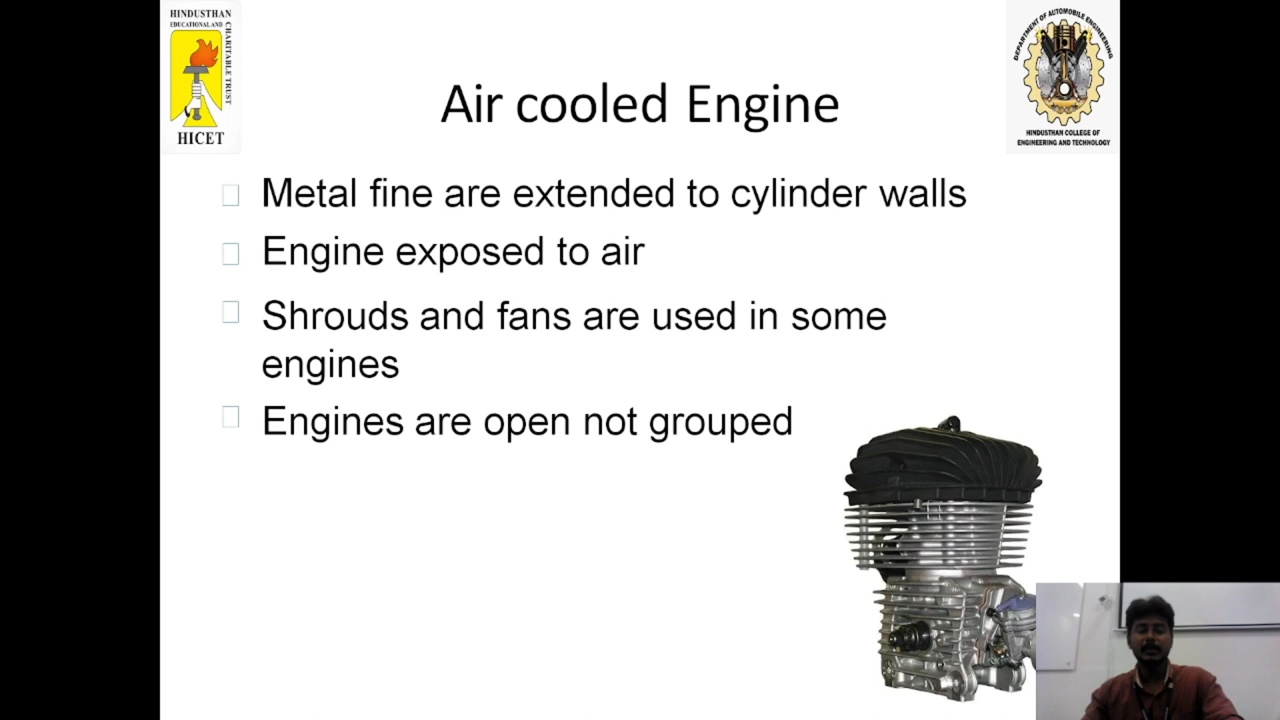 HINDUSTHAN
EDUCATIONAL AND
CHARITABLE TRUST
HICET
DEPARTMENT OF AUTOMOBILE ENGINEERING
HINDUSTHAN COLLEGE OF
ENGINEERING AND TECHNOLOGY
Air cooled Engine
Metal fine are extended to cylinder walls
Engine exposed to air
Shrouds and fans are used in some
engines
Engines are open not grouped